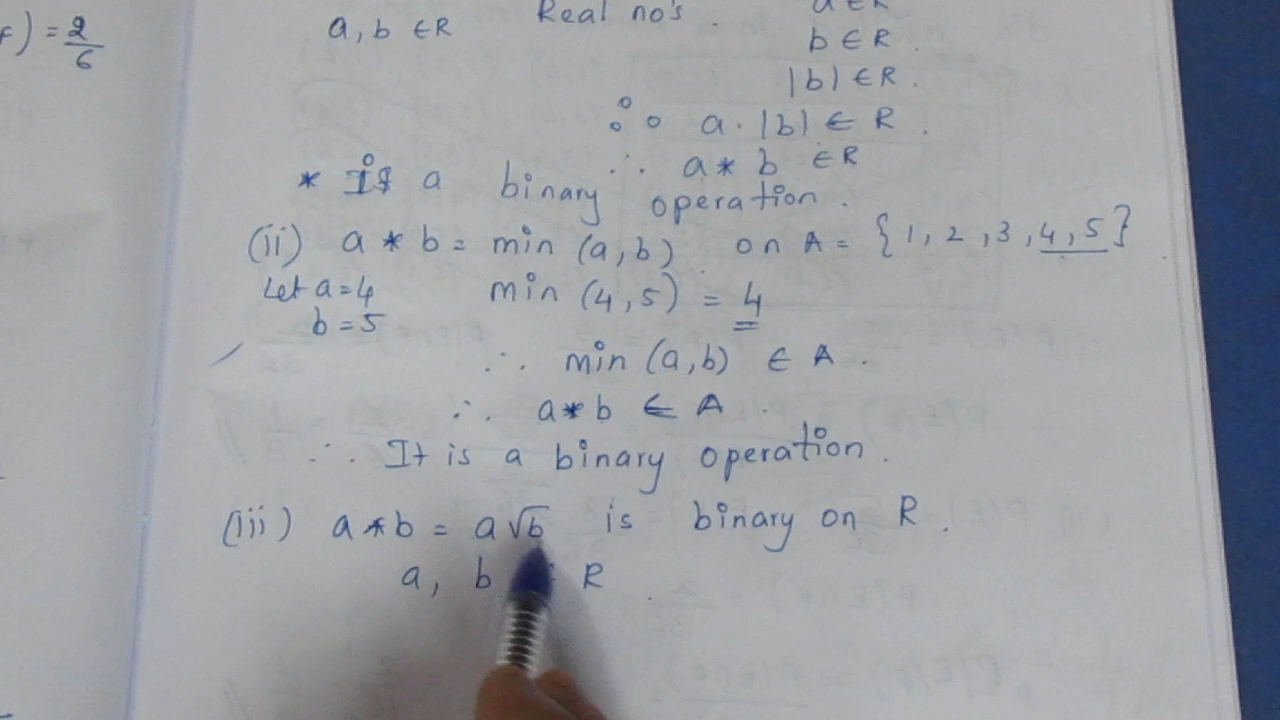 F) = 2/6
a, b ∈R Real no's .
a ∈ R
b ∈ R .
|b| ∈ R .
∴ a . |b| ∈ R .
∴ a * b ∈ R
* Is a binary operation .
(ii) a * b = min (a, b) on A = {1, 2, 3, 4, 5}
Let a = 4 min (4, 5) = 4
b = 5
∴ min (a, b) ∈ A .
∴ a * b ∈ A .
∴ It is a binary operation .
(iii) a * b = a √b is binary on R .
a, b R .